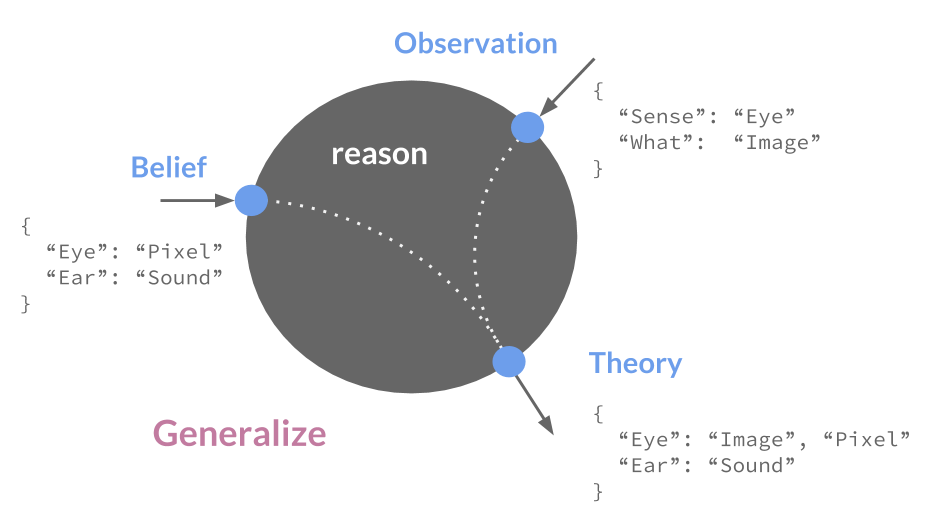 Observation
{
“Sense”: “Eye”
“What”: “Image”
}
reason
Belief
{
“Eye”: “Pixel”
“Ear”: “Sound”
}
Theory
{
“Eye”: “Image”, “Pixel”
“Ear”: “Sound”
}
Generalize